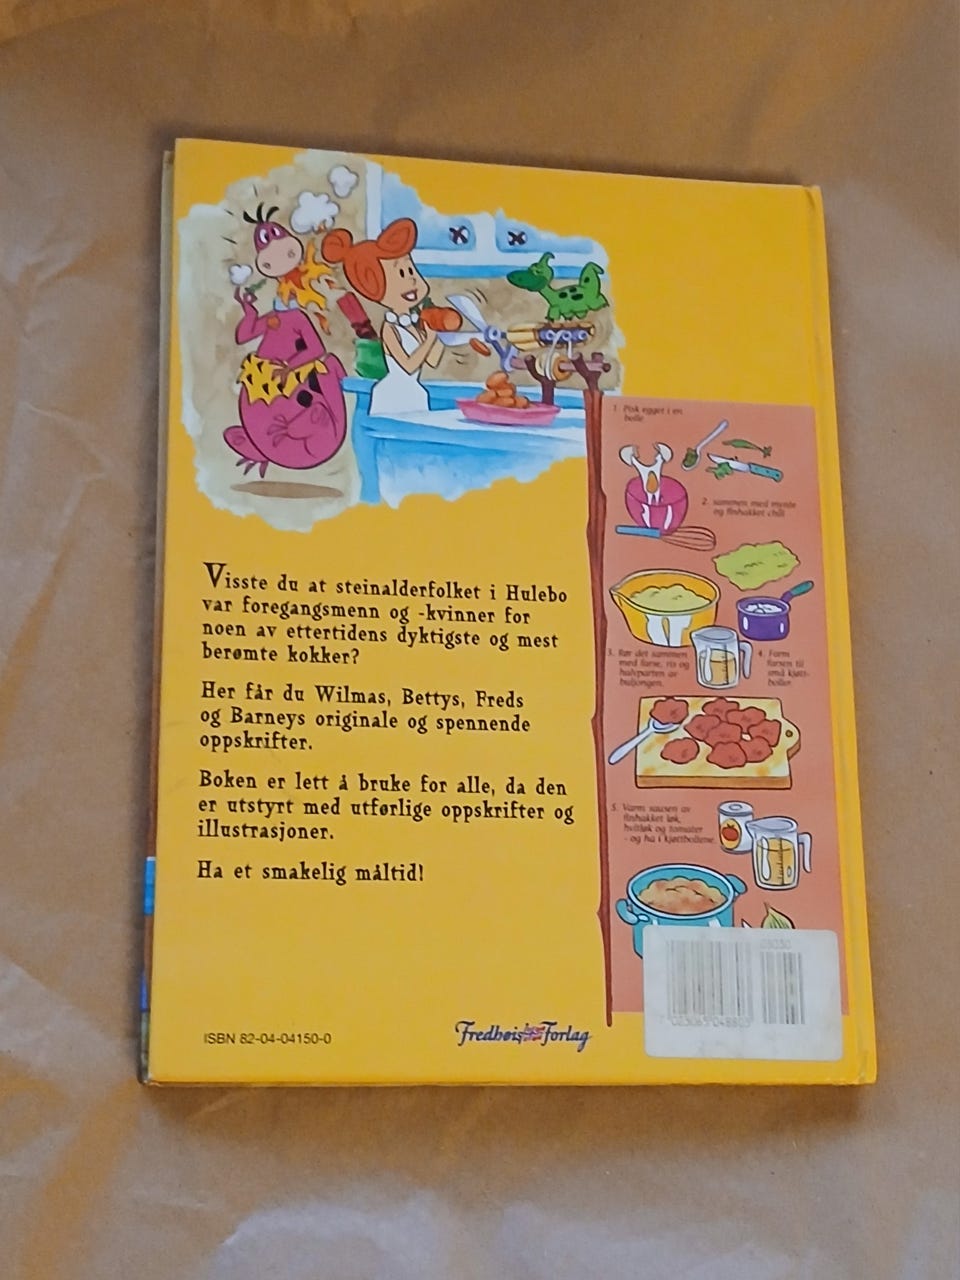 1. Pisk egget i en
bolle
2. sammen med mynte
og finhakket chili
3. Rør det sammen
med farse, ris og
halvparten av
buljongen.
4. Form
farsen til
små kjøtt-
boller
5. Varm sausen av
finhakket løk,
hvitløk og tomater
- og ha i kjøttbollene.
Visste du at steinalderfolket i Hulebo
var foregangsmenn og -kvinner for
noen av ettertidens dyktigste og mest
berømte kokker?
Her får du Wilmas, Bettys, Freds
og Barneys originale og spennende
oppskrifter.
Boken er lett å bruke for alle, da den
er utstyrt med utførlige oppskrifter og
illustrasjoner.
Ha et smakelig måltid!
ISBN 82-04-04150-0
Fredhøis Forlag